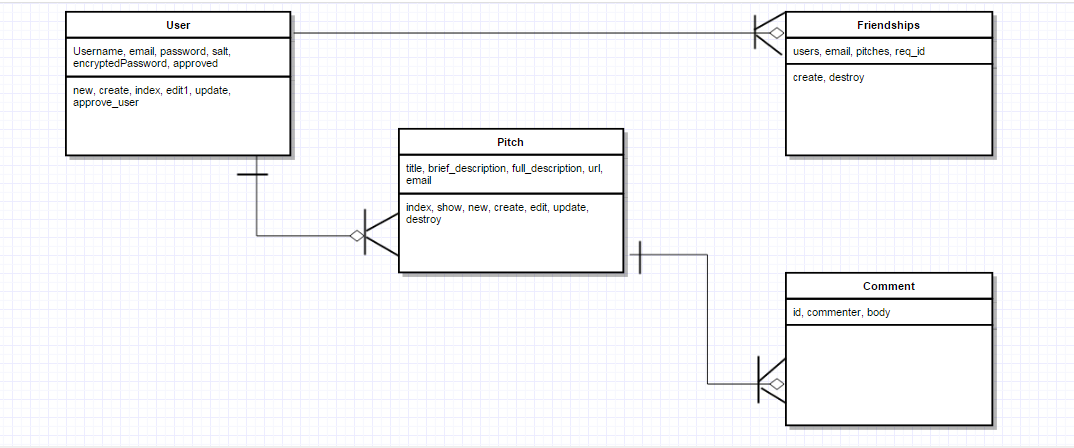 User
Username, email, password, salt,
encryptedPassword, approved
new, create, index, edit1, update,
approve_user
Friendships
users, email, pitches, req_id
create, destroy
Pitch
title, brief_description, full_description, url,
email
index, show, new, create, edit, update,
destroy
Comment
id, commenter, body